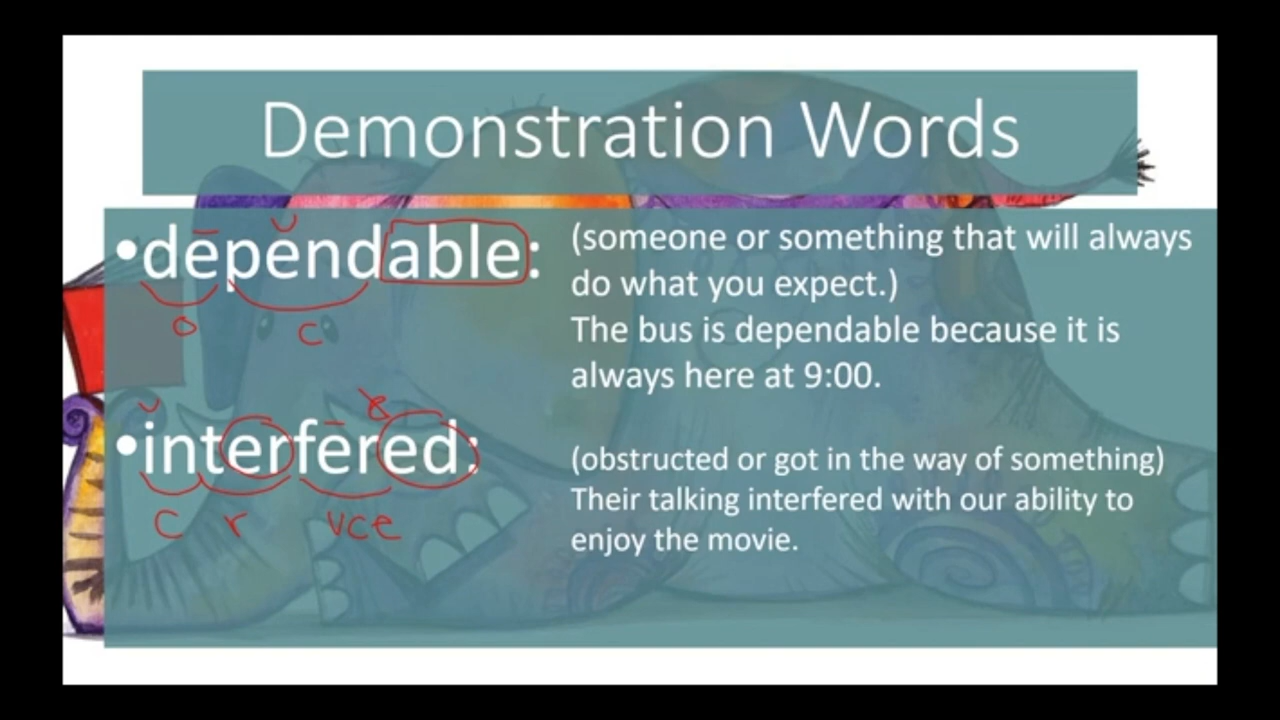 Demonstration Words
•dēpĕndable:
(someone or something that will always
do what you expect.)
The bus is dependable because it is
always here at 9:00.
o c
•ĭnterfēred:
(obstructed or got in the way of something)
Their talking interfered with our ability to
enjoy the movie.
c r vce